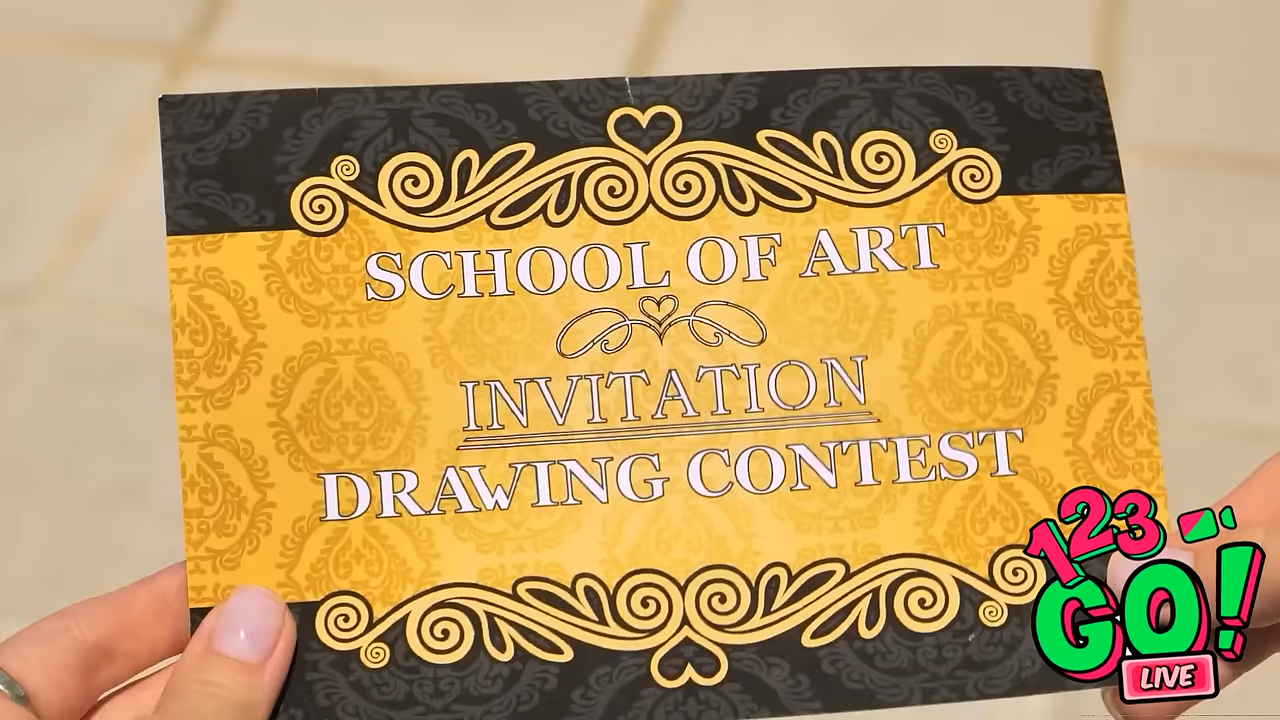 SCHOOL OF ART
INVITATION
DRAWING CONTEST
123
GO!
LIVE